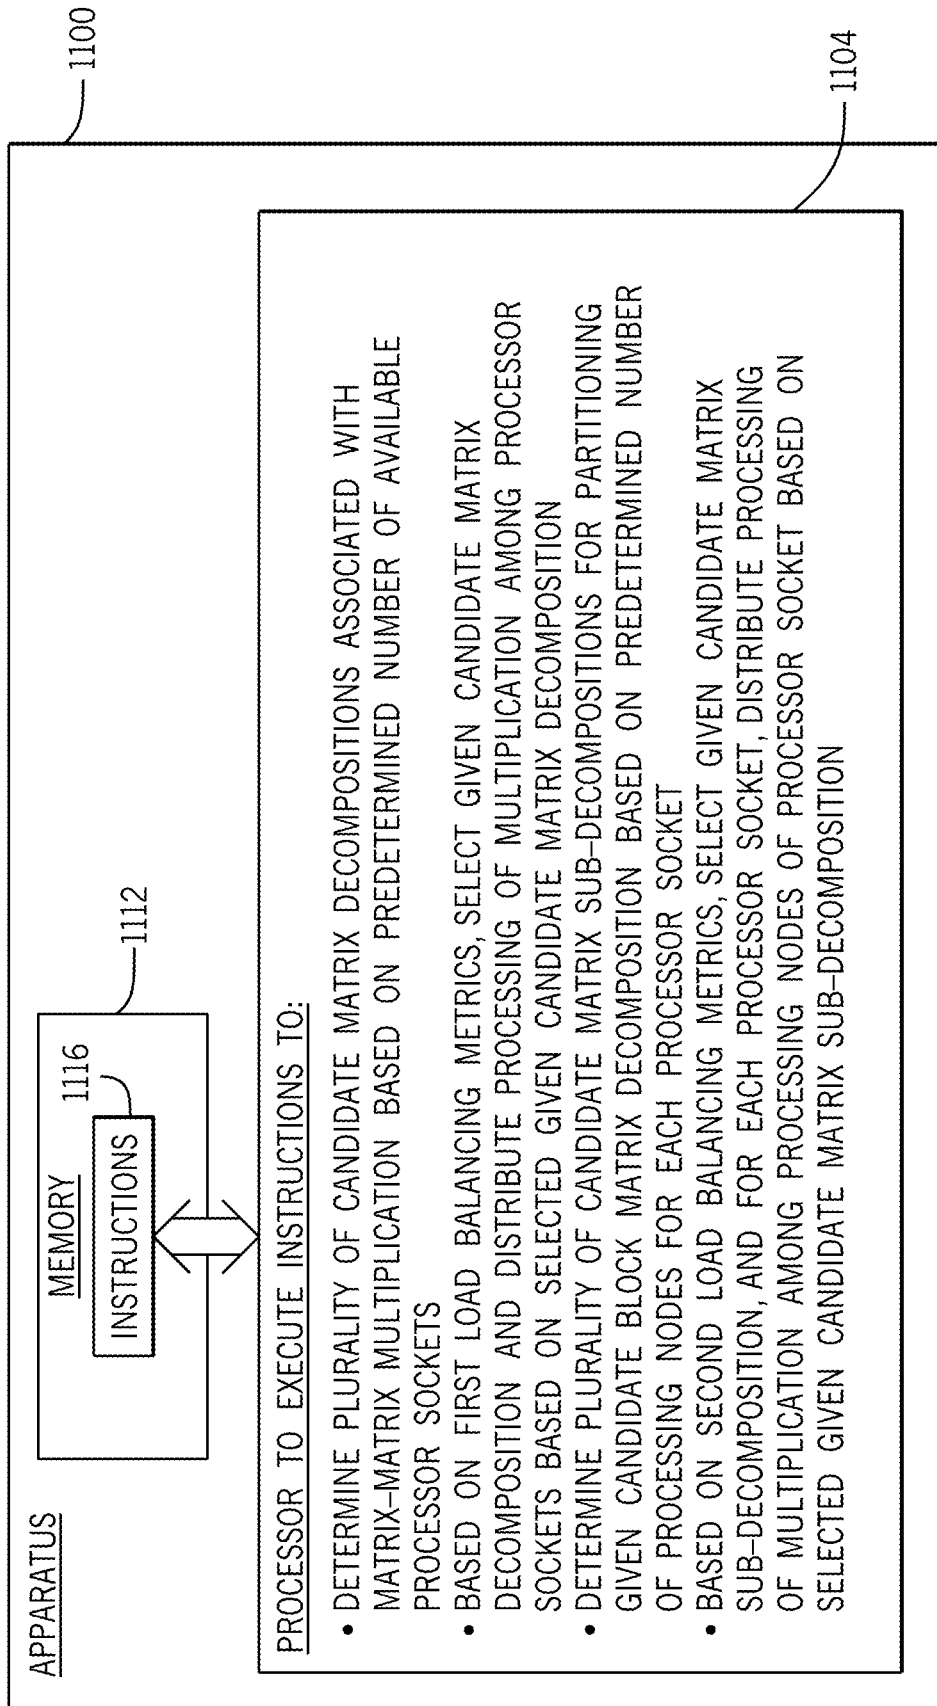 APPARATUS
1100
MEMORY
1112
1116
INSTRUCTIONS
1104
PROCESSOR TO EXECUTE INSTRUCTIONS TO:
• DETERMINE PLURALITY OF CANDIDATE MATRIX DECOMPOSITIONS ASSOCIATED WITH
MATRIX-MATRIX MULTIPLICATION BASED ON PREDETERMINED NUMBER OF AVAILABLE
PROCESSOR SOCKETS
• BASED ON FIRST LOAD BALANCING METRICS, SELECT GIVEN CANDIDATE MATRIX
DECOMPOSITION AND DISTRIBUTE PROCESSING OF MULTIPLICATION AMONG PROCESSOR
SOCKETS BASED ON SELECTED GIVEN CANDIDATE MATRIX DECOMPOSITION
• DETERMINE PLURALITY OF CANDIDATE MATRIX SUB-DECOMPOSITIONS FOR PARTITIONING
GIVEN CANDIDATE BLOCK MATRIX DECOMPOSITION BASED ON PREDETERMINED NUMBER
OF PROCESSING NODES FOR EACH PROCESSOR SOCKET
• BASED ON SECOND LOAD BALANCING METRICS, SELECT GIVEN CANDIDATE MATRIX
SUB-DECOMPOSITION, AND FOR EACH PROCESSOR SOCKET, DISTRIBUTE PROCESSING
OF MULTIPLICATION AMONG PROCESSING NODES OF PROCESSOR SOCKET BASED ON
SELECTED GIVEN CANDIDATE MATRIX SUB-DECOMPOSITION